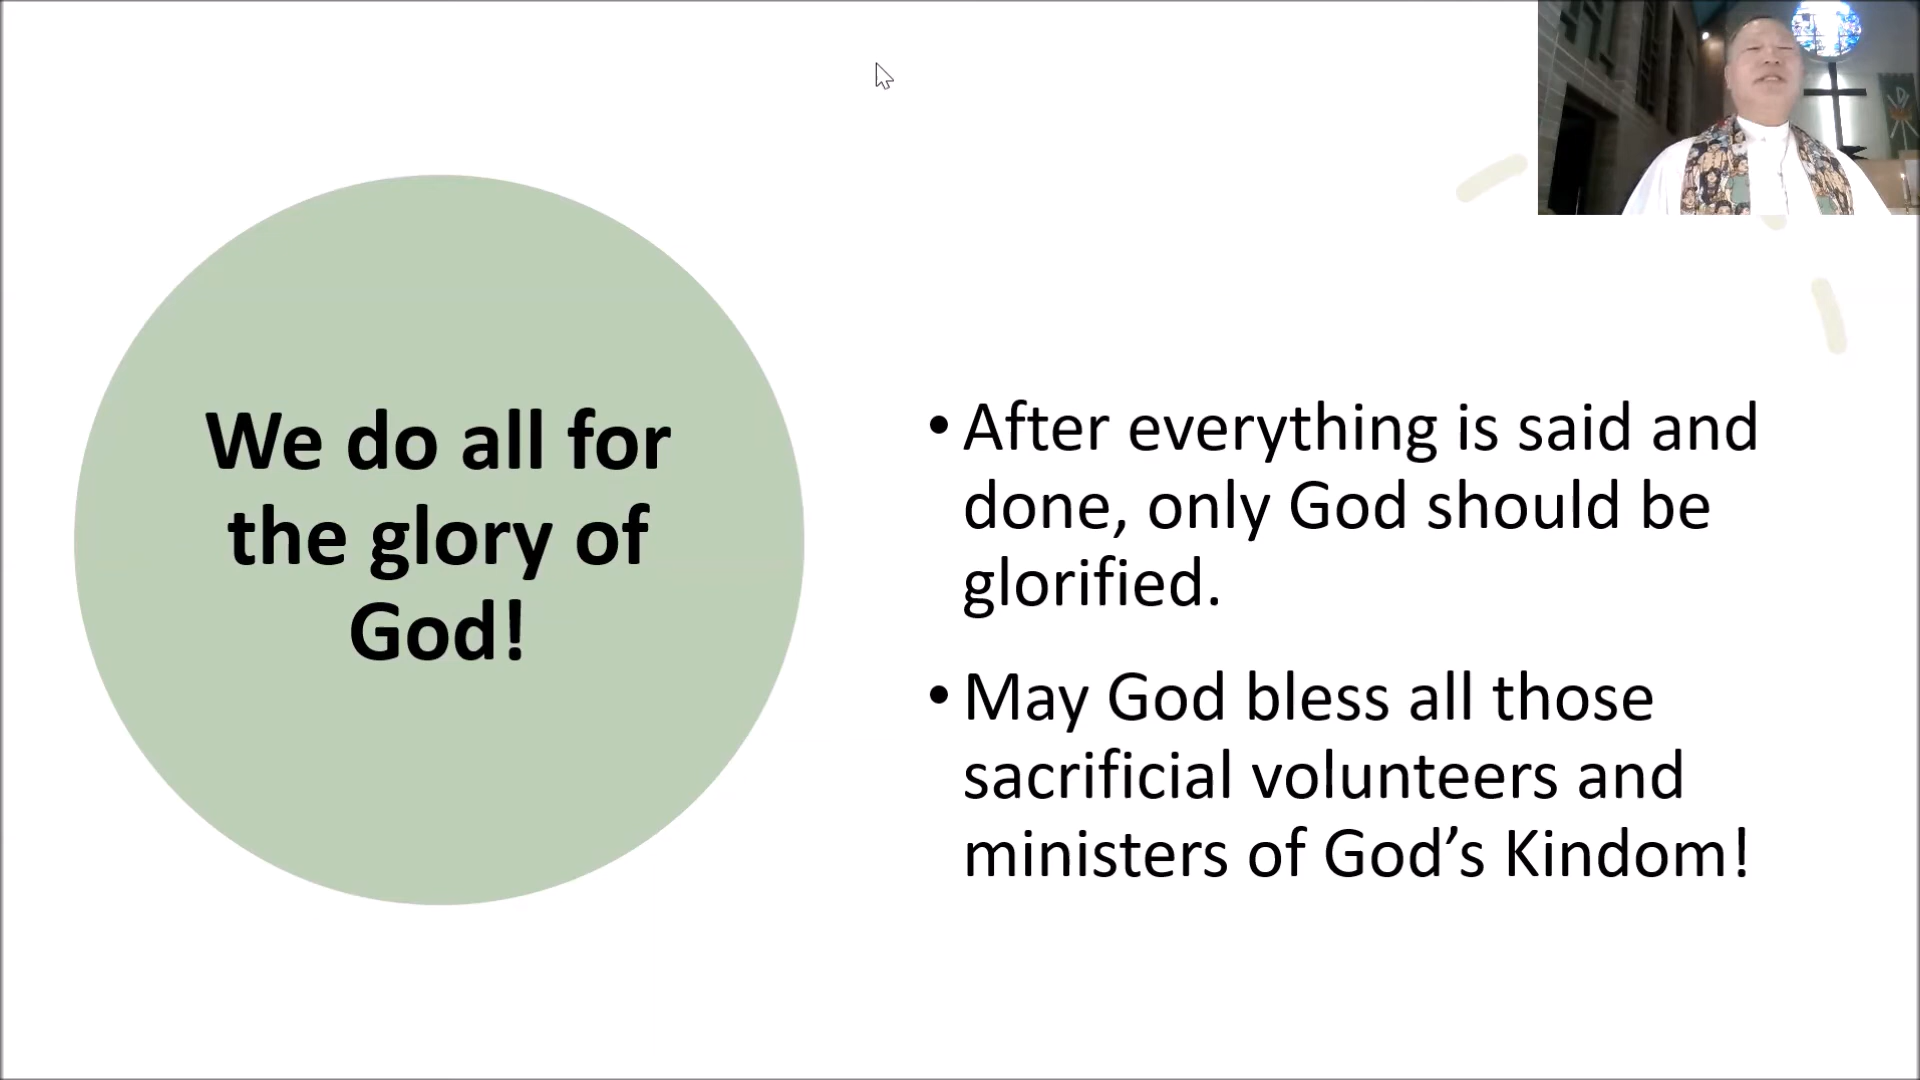 We do all for
the glory of
God!
• After everything is said and
done, only God should be
glorified.
• May God bless all those
sacrificial volunteers and
ministers of God’s Kindom!